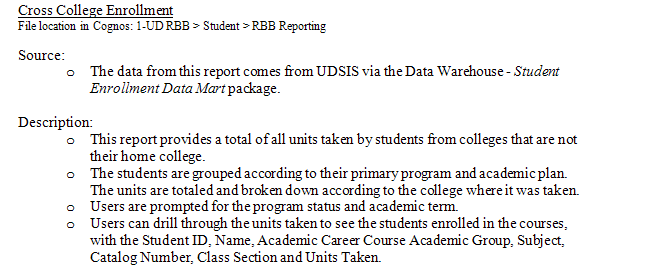 Cross College Enrollment
File location in Cognos: 1-UD RBB > Student > RBB Reporting
Source:
o The data from this report comes from UDSIS via the Data Warehouse - Student
Enrollment Data Mart package.
Description:
o This report provides a total of all units taken by students from colleges that are not
their home college.
o The students are grouped according to their primary program and academic plan.
The units are totaled and broken down according to the college where it was taken.
o Users are prompted for the program status and academic term.
o Users can drill through the units taken to see the students enrolled in the courses,
with the Student ID, Name, Academic Career Course Academic Group, Subject,
Catalog Number, Class Section and Units Taken.